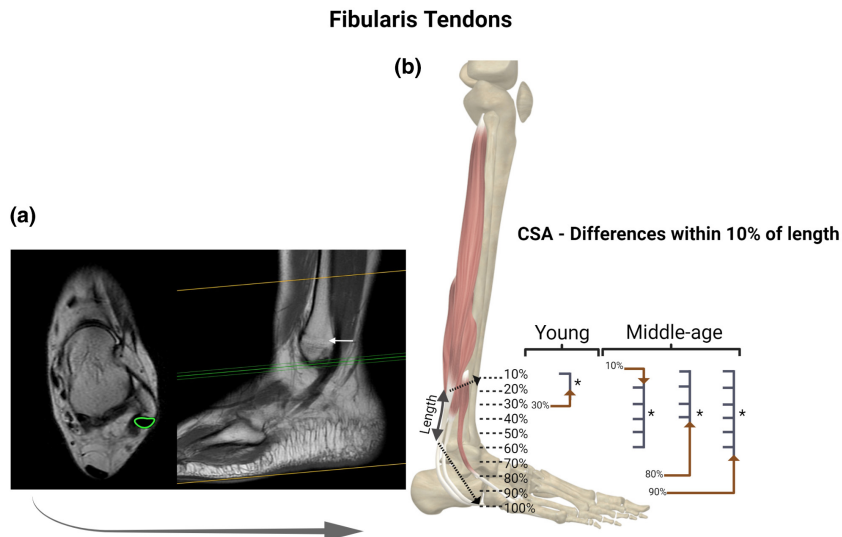 Fibularis Tendons
(b)
(a)
CSA - Differences within 10% of length
Young
Middle-age
Length
10%
20%
30%
40%
50%
60%
70%
80%
90%
100%
30%
*
10%
*
*
*
80%
90%